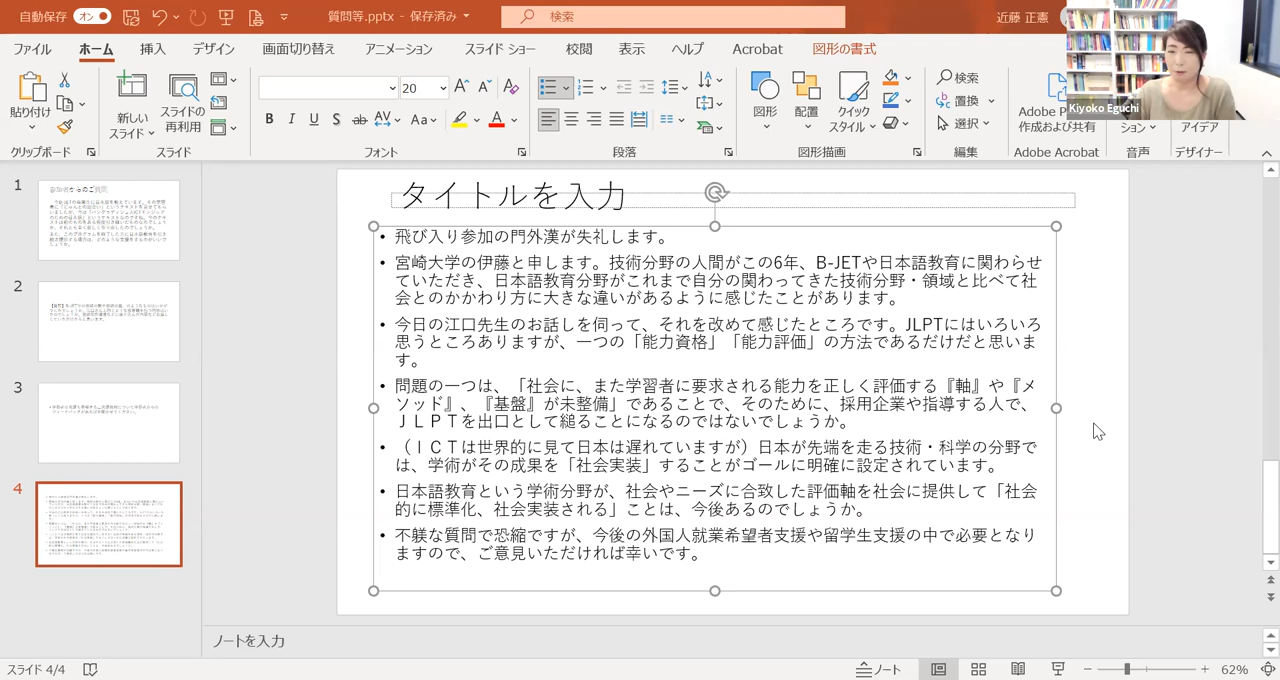 自動保存 オン 質問等.pptx - 保存済み 検索 近藤 正憲
ファイル ホーム 挿入 デザイン 画面切り替え アニメーション スライド ショー 校閲 表示 ヘルプ Acrobat 図形の書式
貼り付け 新しい スライド スライドの 再利用 20 図形 配置 クイック スタイル 検索 置換 選択 Adobe P 作成および共有 ション アイデア
クリップボード スライド フォント 段落 図形描画 編集 Adobe Acrobat 音声 デザイナー
Kiyoko Eguchi
1
2
3
4
タイトルを入力
• 飛び入り参加の門外漢が失礼します。
• 宮崎大学の伊藤と申します。技術分野の人間がこの6年、B-JETや日本語教育に関わらせ
ていただき、日本語教育分野がこれまで自分の関わってきた技術分野・領域と比べて社
会とのかかわり方に大きな違いがあるように感じたことがあります。
• 今日の江口先生のお話しを伺って、それを改めて感じたところです。JLPTにはいろいろ
思うところありますが、一つの「能力資格」「能力評価」の方法であるだけだと思いま
す。
• 問題の一つは、「社会に、また学習者に要求される能力を正しく評価する『軸』や『メ
ソッド』、『基盤』が未整備」であることで、そのために、採用企業や指導する人で、
ＪＬＰＴを出口として縋ることになるのではないでしょうか。
• （ＩＣＴは世界的に見て日本は遅れていますが）日本が先端を走る技術・科学の分野で
は、学術がその成果を「社会実装」することがゴールに明確に設定されています。
• 日本語教育という学術分野が、社会やニーズに合致した評価軸を社会に提供して「社会
的に標準化、社会実装される」ことは、今後あるのでしょうか。
• 不躾な質問で恐縮ですが、今後の外国人就業希望者支援や留学生支援の中で必要となり
ますので、ご意見いただければ幸いです。
ノートを入力
スライド 4/4 ノート 62%